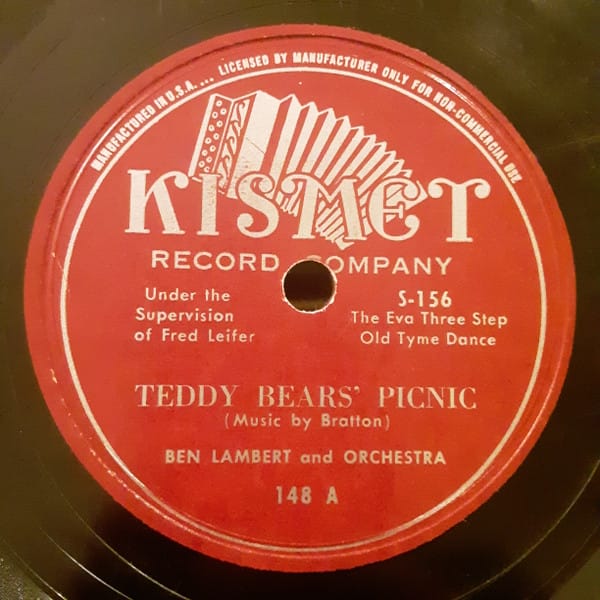 MANUFACTURED IN U.S.A. ... LICENSED BY MANUFACTURER ONLY FOR NON-COMMERCIAL USE
KISMET
RECORD COMPANY
Under the
Supervision
of Fred Leifer
S-156
The Eva Three Step
Old Tyme Dance
TEDDY BEARS' PICNIC
(Music by Bratton)
BEN LAMBERT and ORCHESTRA
148 A